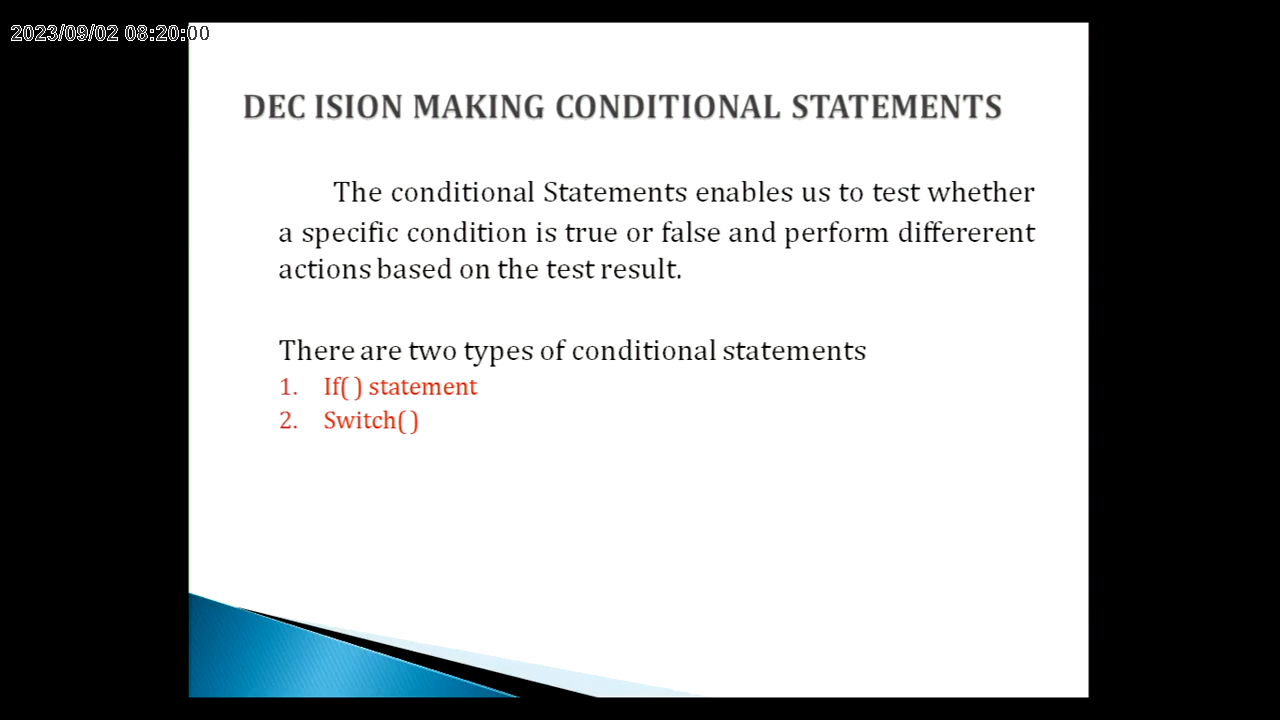 2023/09/02 08:20:00
DEC ISION MAKING CONDITIONAL STATEMENTS
The conditional Statements enables us to test whether
a specific condition is true or false and perform differerent
actions based on the test result.
There are two types of conditional statements
1. If( ) statement
2. Switch( )